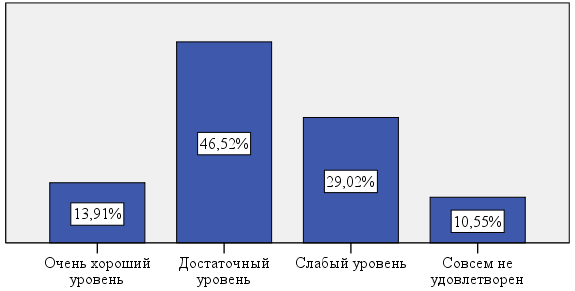 46,52%
29,02%
13,91%
10,55%
Очень хороший уровень
Достаточный уровень
Слабый уровень
Совсем не удовлетворен